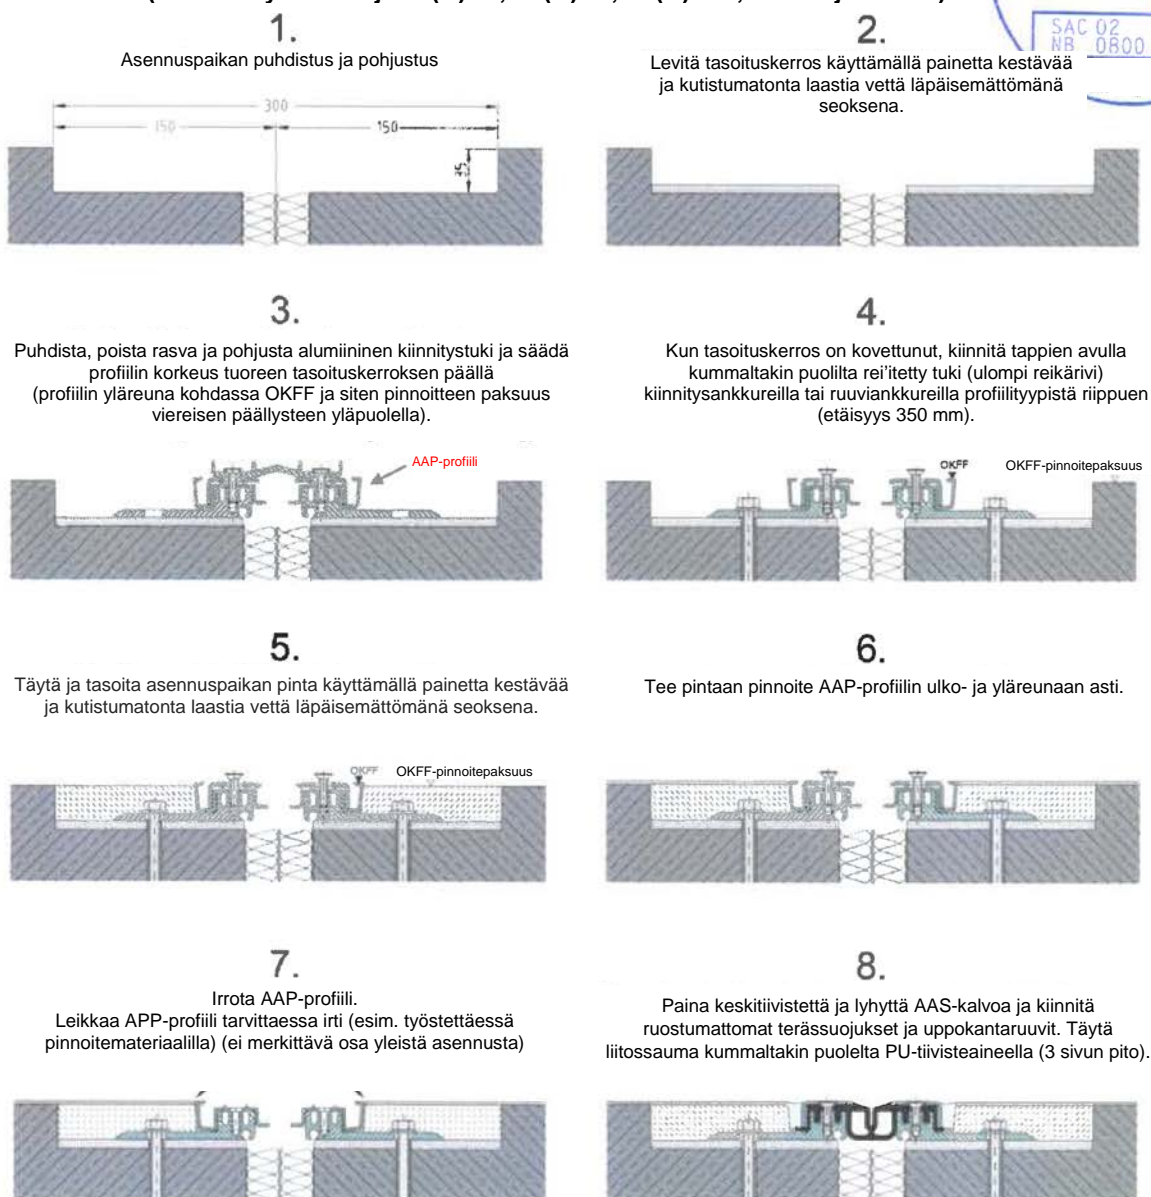 1.
Asennuspaikan puhdistus ja pohjustus
300
150
150
35
2.
SAC 02
NB 0800
Levitä tasoituskerros käyttämällä painetta kestävää
ja kutistumatonta laastia vettä läpäisemättömänä
seoksena.
3.
Puhdista, poista rasva ja pohjusta alumiininen kiinnitystuki ja säädä
profiilin korkeus tuoreen tasoituskerroksen päällä
(profiilin yläreuna kohdassa OKFF ja siten pinnoitteen paksuus
viereisen päällysteen yläpuolella).
AAP-profiili
4.
Kun tasoituskerros on kovettunut, kiinnitä tappien avulla
kummaltakin puolilta rei’itetty tuki (ulompi reikärivi)
kiinnitysankkureilla tai ruuviankkureilla profiilityypistä riippuen
(etäisyys 350 mm).
OKFF
OKFF-pinnoitepaksuus
5.
Täytä ja tasoita asennuspaikan pinta käyttämällä painetta kestävää
ja kutistumatonta laastia vettä läpäisemättömänä seoksena.
OKFF
OKFF-pinnoitepaksuus
6.
Tee pintaan pinnoite AAP-profiilin ulko- ja yläreunaan asti.
7.
Irrota AAP-profiili.
Leikkaa APP-profiili tarvittaessa irti (esim. työstettäessä
pinnoitemateriaalilla) (ei merkittävä osa yleistä asennusta)
8.
Paina keskitiivistettä ja lyhyttä AAS-kalvoa ja kiinnitä
ruostumattomat terässuojukset ja uppokantaruuvit. Täytä
liitossauma kummaltakin puolelta PU-tiivisteaineella (3 sivun pito).